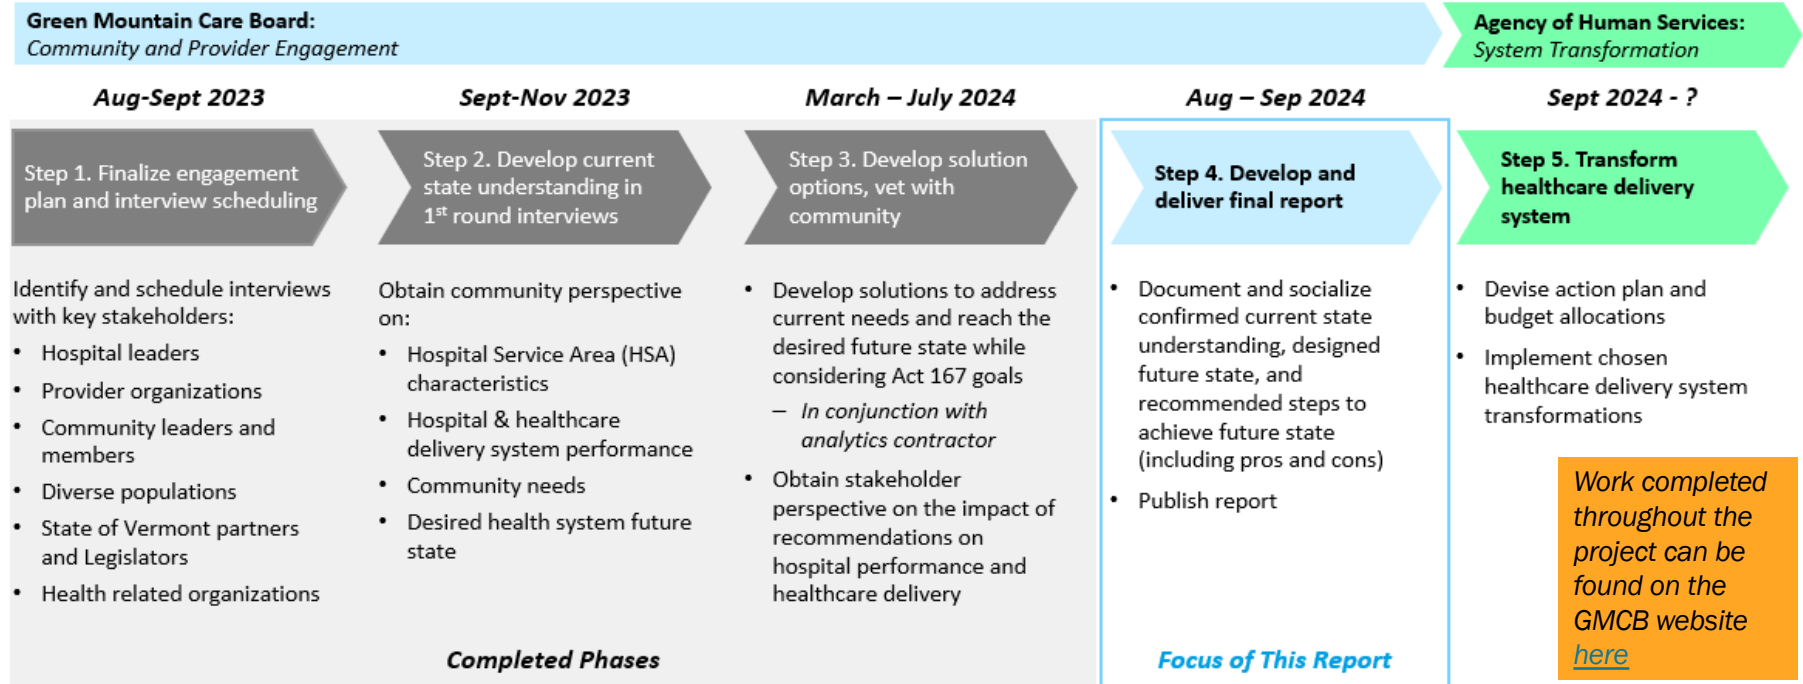 Green Mountain Care Board:
Community and Provider Engagement
Agency of Human Services:
System Transformation
Aug-Sept 2023
Sept-Nov 2023
March – July 2024
Aug – Sep 2024
Sept 2024 - ?
Step 1. Finalize engagement
plan and interview scheduling
Step 2. Develop current
state understanding in
1st round interviews
Step 3. Develop solution
options, vet with
community
Step 4. Develop and
deliver final report
Step 5. Transform
healthcare delivery
system
Identify and schedule interviews
with key stakeholders:
• Hospital leaders
• Provider organizations
• Community leaders and
members
• Diverse populations
• State of Vermont partners
and Legislators
• Health related organizations
Obtain community perspective
on:
• Hospital Service Area (HSA)
characteristics
• Hospital & healthcare
delivery system performance
• Community needs
• Desired health system future
state
• Develop solutions to address
current needs and reach the
desired future state while
considering Act 167 goals
– In conjunction with
analytics contractor
• Obtain stakeholder
perspective on the impact of
recommendations on
hospital performance and
healthcare delivery
• Document and socialize
confirmed current state
understanding, designed
future state, and
recommended steps to
achieve future state
(including pros and cons)
• Publish report
• Devise action plan and
budget allocations
• Implement chosen
healthcare delivery system
transformations
Work completed
throughout the
project can be
found on the
GMCB website
here
Completed Phases
Focus of This Report